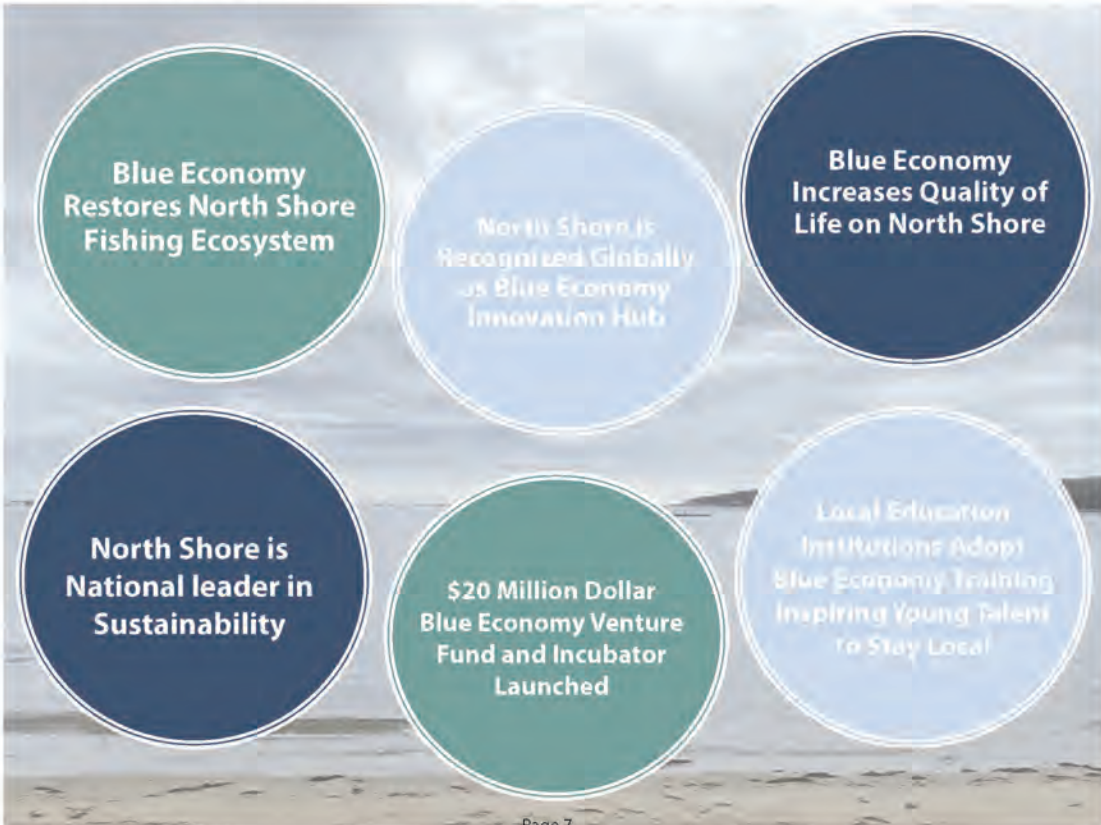 Blue Economy
Restores North Shore
Fishing Ecosystem
North Shore is
Recognized Globally
as Blue Economy
Innovation Hub
Blue Economy
Increases Quality of
Life on North Shore
North Shore is
National leader in
Sustainability
$20 Million Dollar
Blue Economy Venture
Fund and Incubator
Launched
Local Education
Institutions Adopt
Blue Economy Training
Inspiring Young Talent
to Stay Local
Page 7